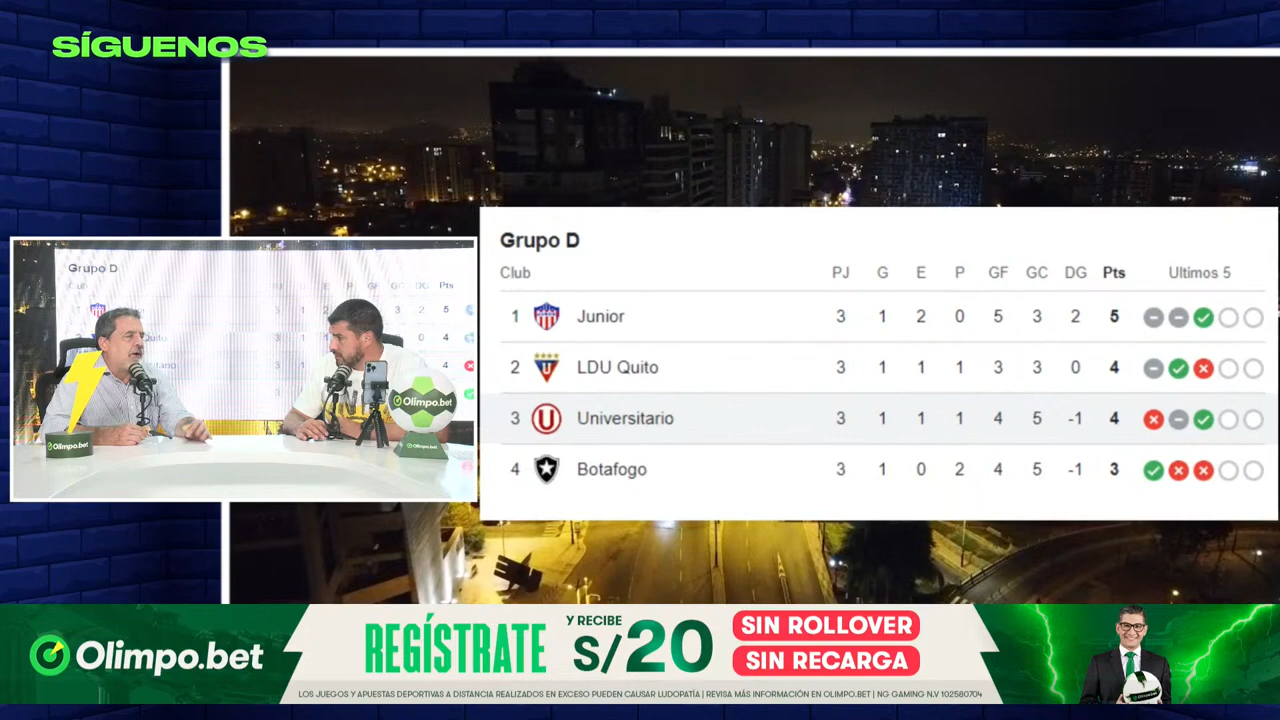 SÍGUENOS
Grupo D
Club PJ G E P GF GC DG Pts Ultimos 5
1 Junior 3 1 2 0 5 3 2 5
2 LDU Quito 3 1 1 1 3 3 0 4
3 Universitario 3 1 1 1 4 5 -1 4
4 Botafogo 3 1 0 2 4 5 -1 3
Grupo D
Pts
Olimpo.bet
Olimpo.bet
Olimpo.bet
Olimpo.bet
REGÍSTRATE
Y RECIBE
S/20
SIN ROLLOVER
SIN RECARGA
LOS JUEGOS Y APUESTAS DEPORTIVAS A DISTANCIA REALIZADOS EN EXCESO PUEDEN CAUSAR LUDOPATÍA | REVISA MÁS INFORMACIÓN EN OLIMPO.BET | NG GAMING N.V 102580704
Olimpo.bet